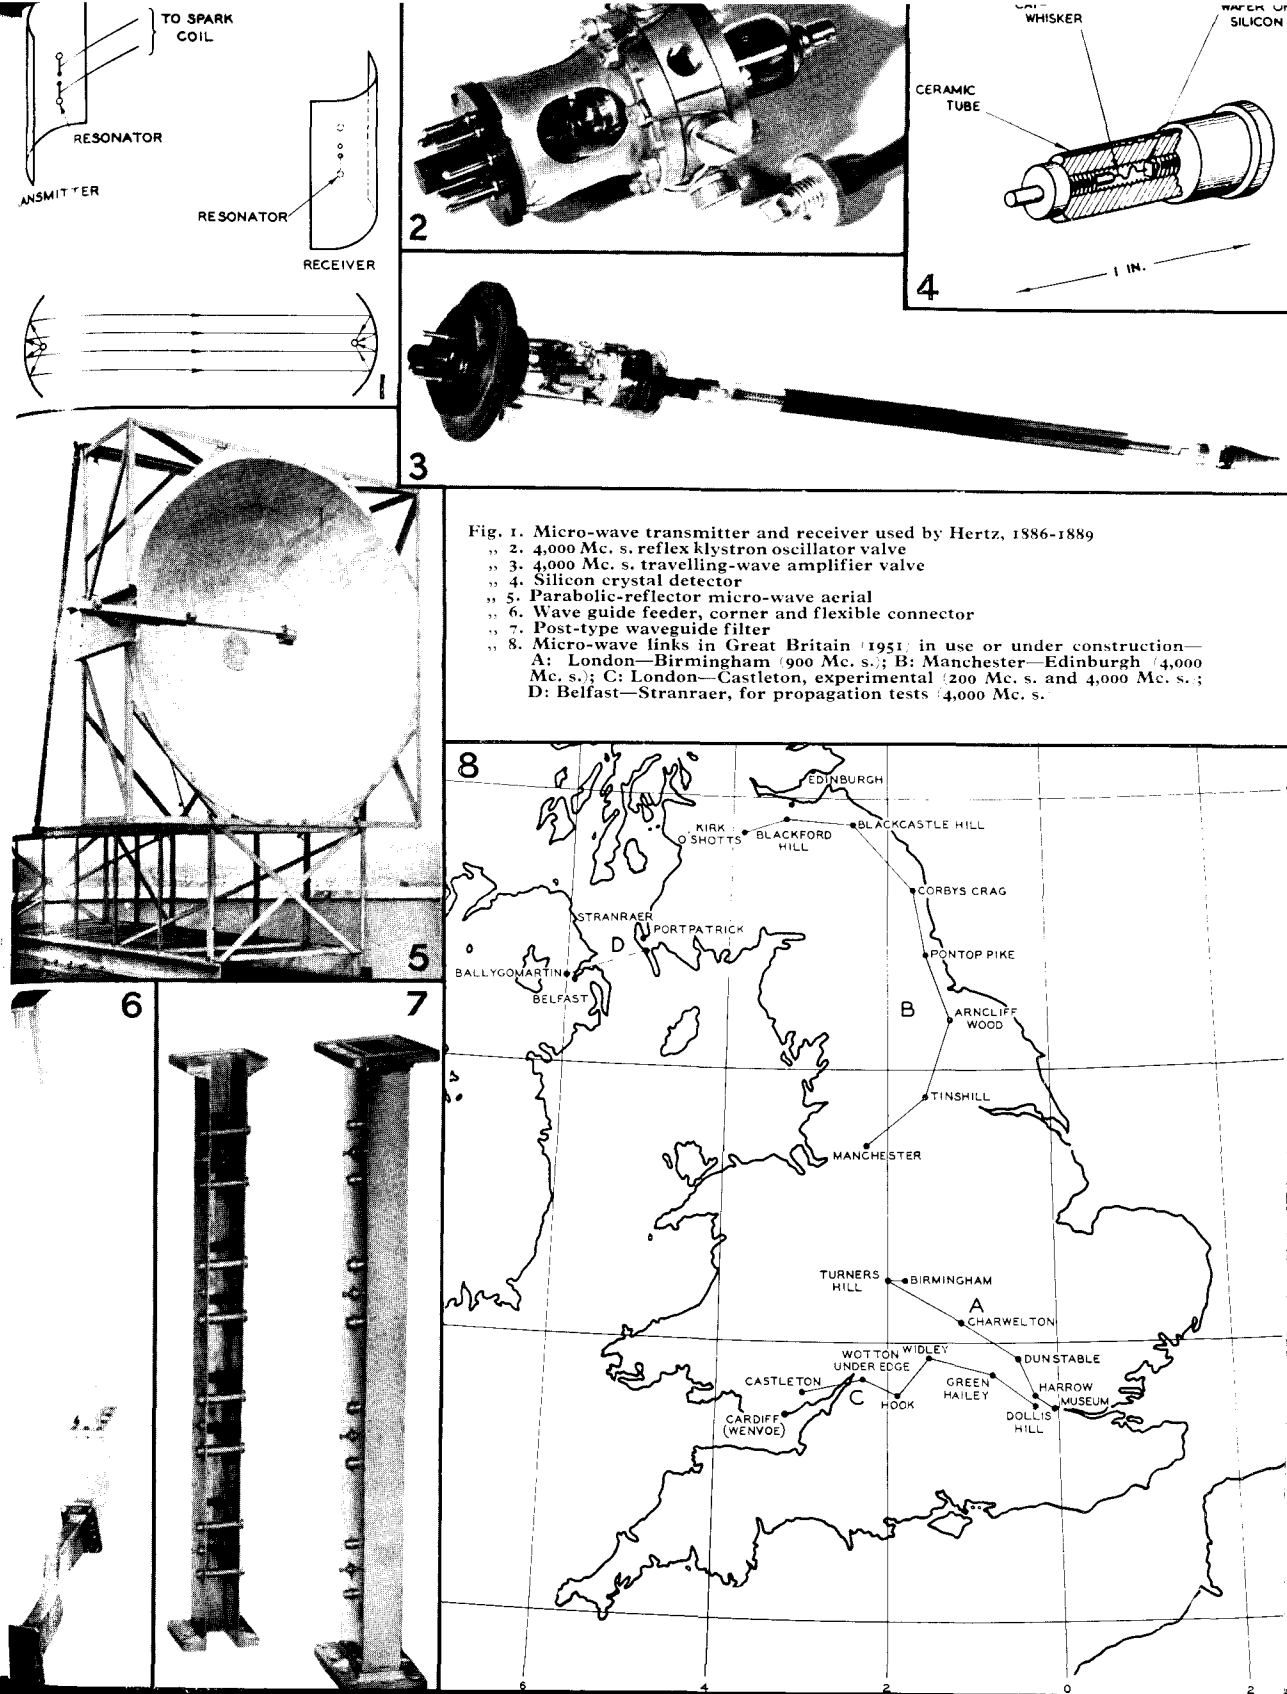 TO SPARK
COIL
RESONATOR
ANSMITTER
RESONATOR
RECEIVER
1
2
WHISKER
WAFER OF
SILICON
CERAMIC
TUBE
1 IN.
4
3
5
Fig. 1. Micro-wave transmitter and receiver used by Hertz, 1886-1889
„ 2. 4,000 Mc. s. reflex klystron oscillator valve
„ 3. 4,000 Mc. s. travelling-wave amplifier valve
„ 4. Silicon crystal detector
„ 5. Parabolic-reflector micro-wave aerial
„ 6. Wave guide feeder, corner and flexible connector
„ 7. Post-type waveguide filter
„ 8. Micro-wave links in Great Britain (1951) in use or under construction—
A: London—Birmingham (900 Mc. s.); B: Manchester—Edinburgh (4,000
Mc. s.); C: London—Castleton, experimental (200 Mc. s. and 4,000 Mc. s.);
D: Belfast—Stranraer, for propagation tests (4,000 Mc. s.
6
7
8
EDINBURGH
KIRK
O'SHOTTS
BLACKFORD
HILL
BLACKCASTLE HILL
CORBYS CRAG
STRANRAER
PORTPATRICK
D
PONTOP PIKE
BALLYGOMARTIN
BELFAST
B
ARNCLIFF
WOOD
TINSHILL
MANCHESTER
TURNERS
HILL
BIRMINGHAM
A
CHARWELTON
WOTTON
UNDER EDGE
WIDLEY
DUNSTABLE
CASTLETON
C
HOOK
GREEN
HAILEY
HARROW
MUSEUM
DOLLIS
HILL
CARDIFF
(WENVOE)
6
4
2
0
2